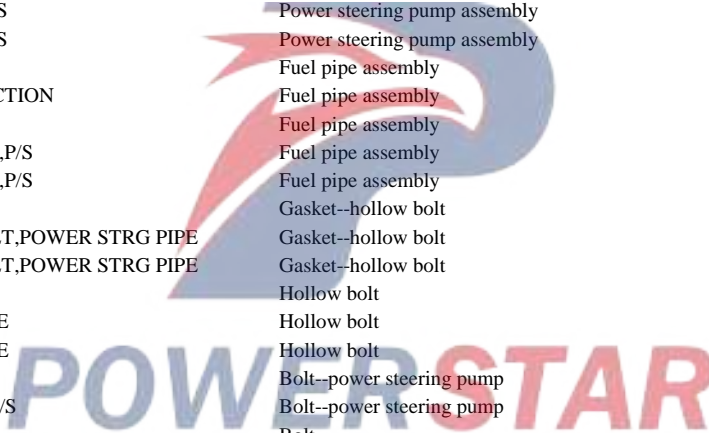 S Power steering pump assembly
S Power steering pump assembly
Fuel pipe assembly
CTION Fuel pipe assembly
Fuel pipe assembly
,P/S Fuel pipe assembly
,P/S Fuel pipe assembly
Gasket--hollow bolt
LT,POWER STRG PIPE Gasket--hollow bolt
LT,POWER STRG PIPE Gasket--hollow bolt
Hollow bolt
E Hollow bolt
E Hollow bolt
Bolt--power steering pump
/S Bolt--power steering pump
POWERSTAR